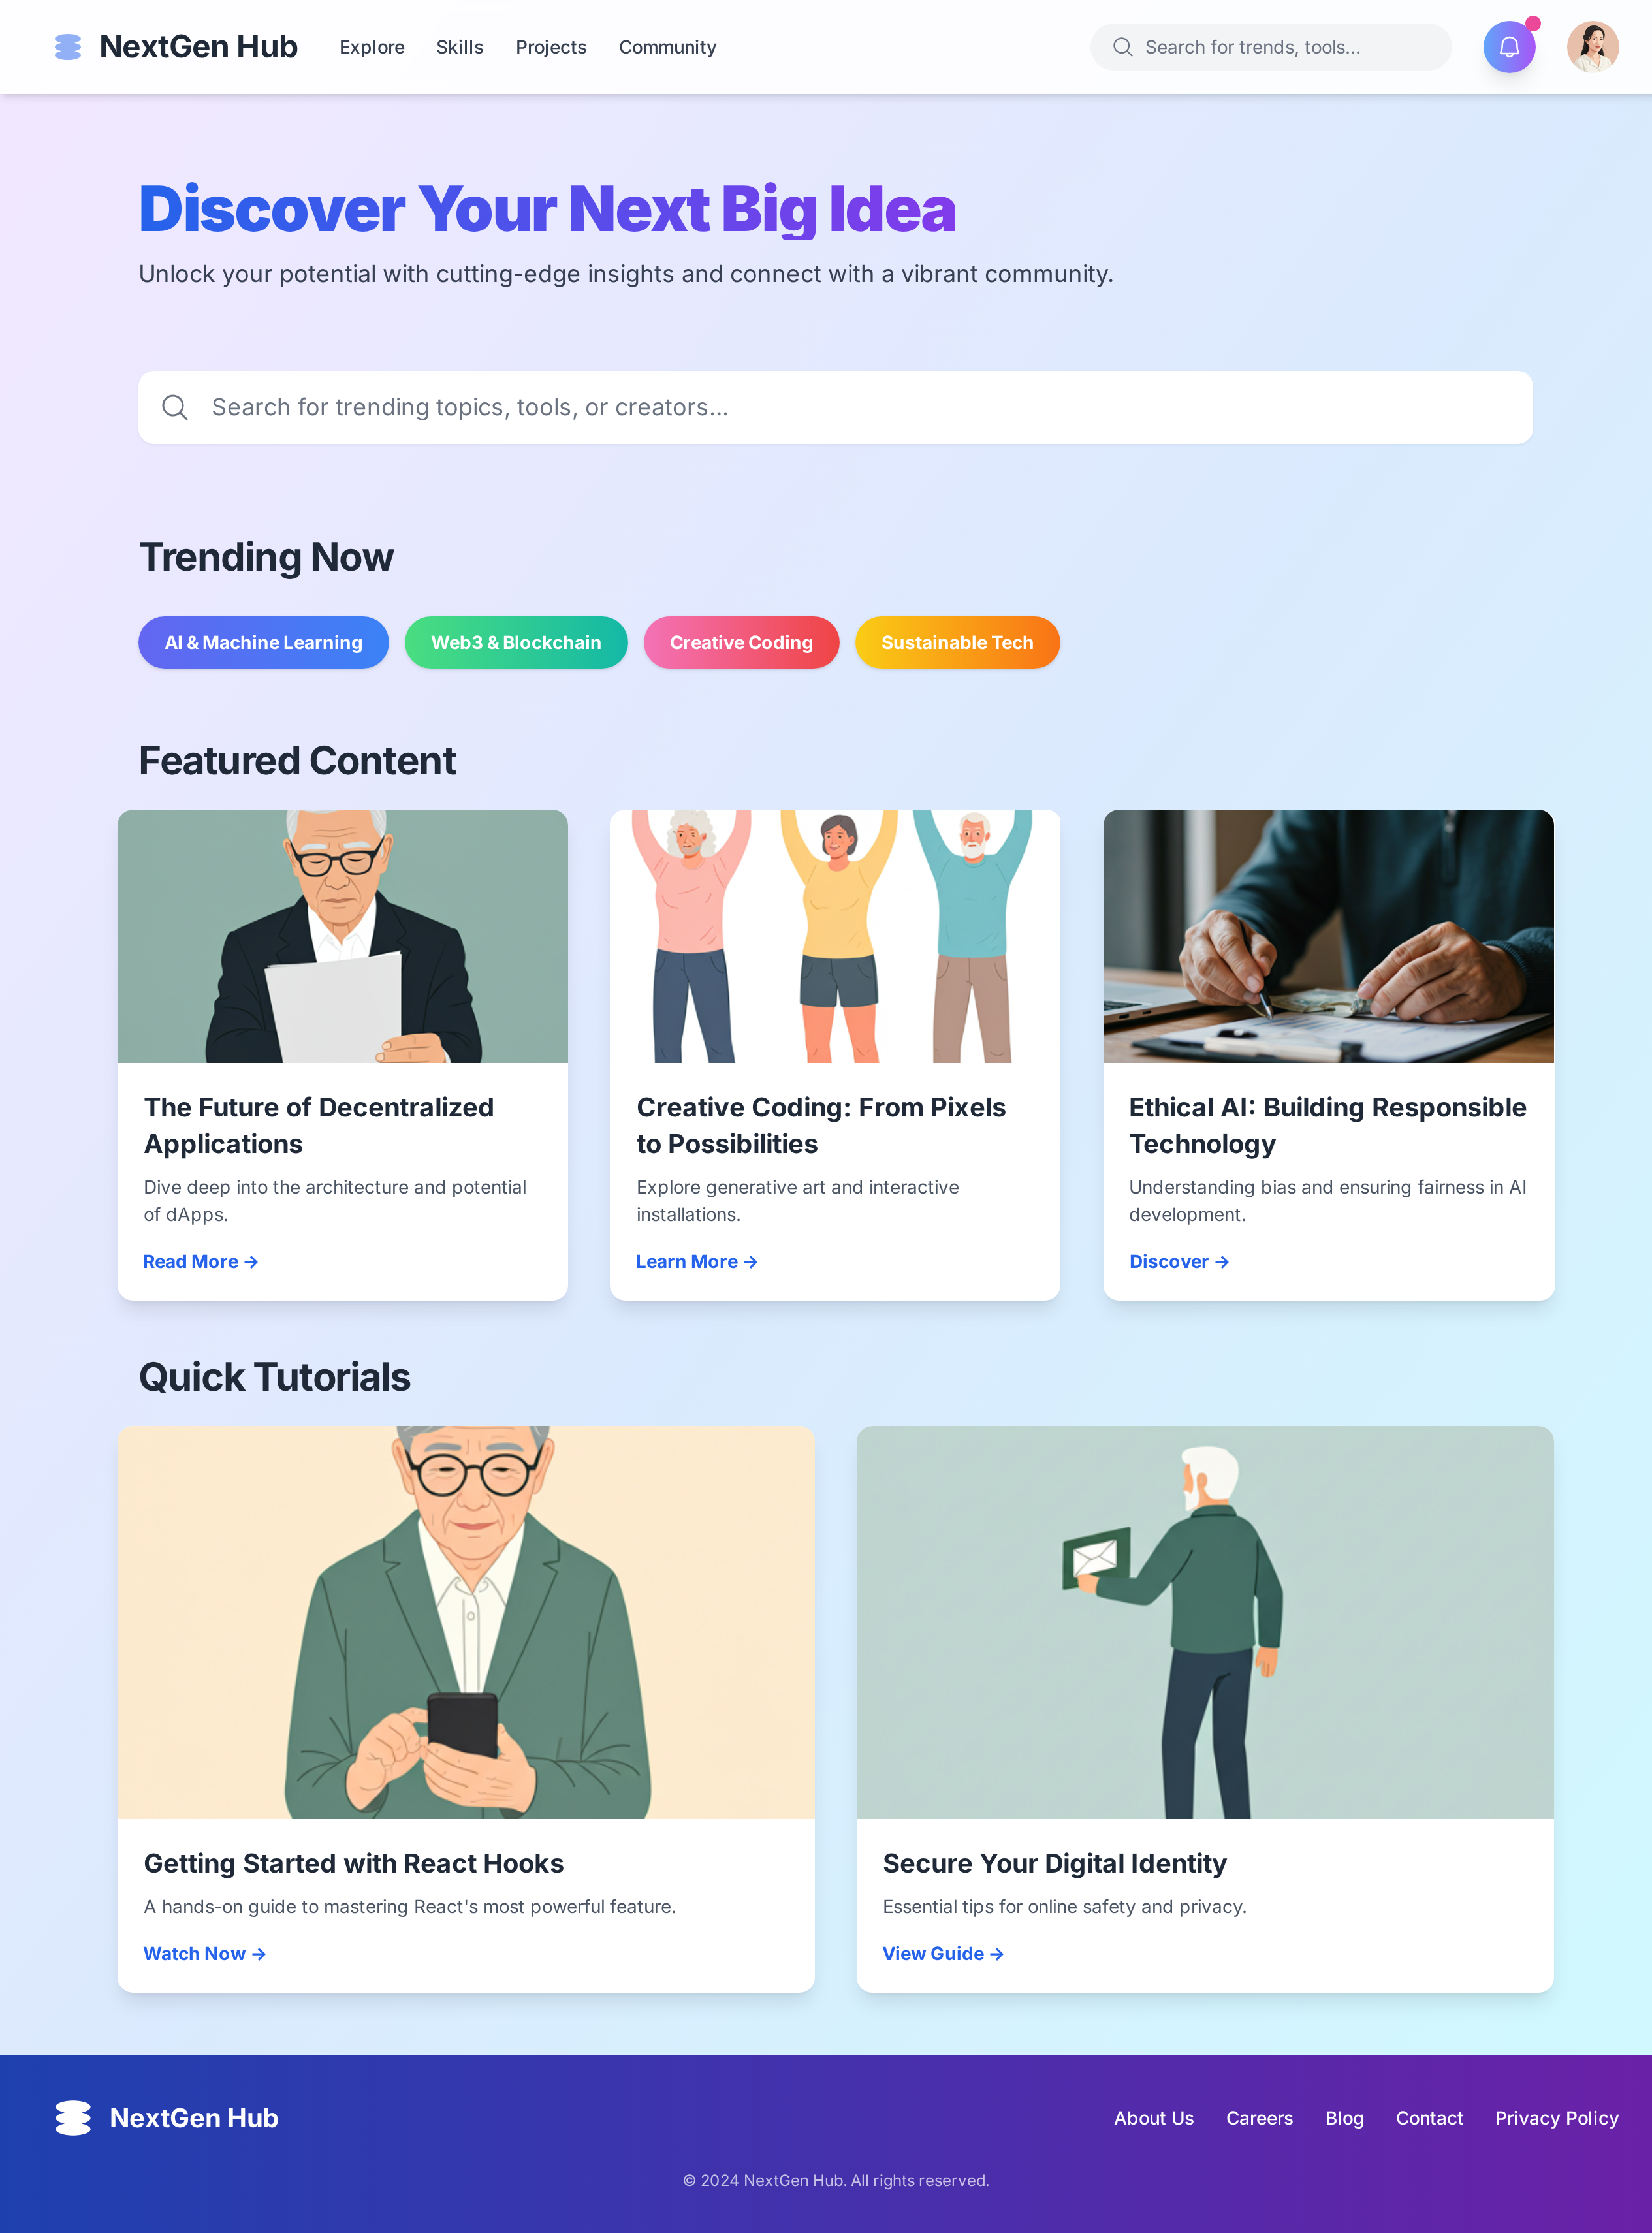 NextGen Hub
Explore
Skills
Projects
Community
Search for trends, tools...
Discover Your Next Big Idea
Unlock your potential with cutting-edge insights and connect with a vibrant community.
Search for trending topics, tools, or creators...
Trending Now
AI & Machine Learning
Web3 & Blockchain
Creative Coding
Sustainable Tech
Featured Content
The Future of Decentralized
Applications
Dive deep into the architecture and potential
of dApps.
Read More →
Creative Coding: From Pixels
to Possibilities
Explore generative art and interactive
installations.
Learn More →
Ethical AI: Building Responsible
Technology
Understanding bias and ensuring fairness in AI
development.
Discover →
Quick Tutorials
Getting Started with React Hooks
A hands-on guide to mastering React's most powerful feature.
Watch Now →
Secure Your Digital Identity
Essential tips for online safety and privacy.
View Guide →
NextGen Hub
About Us
Careers
Blog
Contact
Privacy Policy
© 2024 NextGen Hub. All rights reserved.